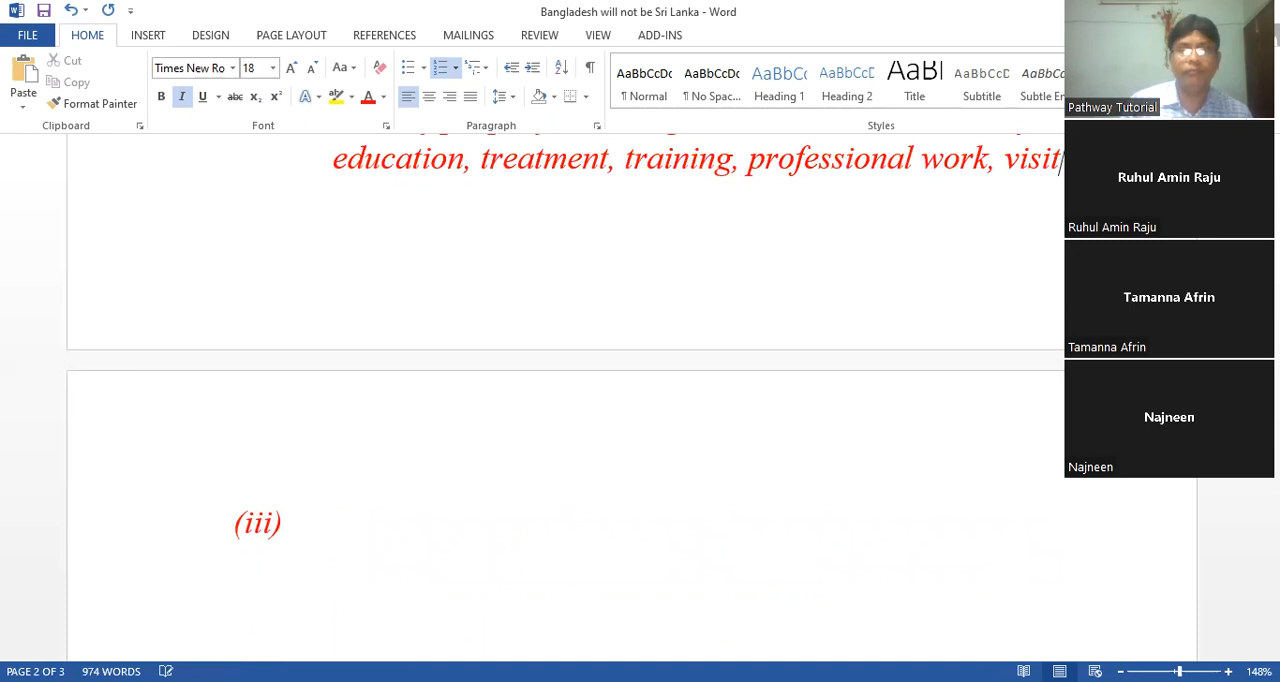 Bangladesh will not be Sri Lanka - Word
FILE HOME INSERT DESIGN PAGE LAYOUT REFERENCES MAILINGS REVIEW VIEW ADD-INS
Paste
Cut
Copy
Format Painter
Clipboard
Times New Ro 18
Font
Paragraph
AaBbCcDc AaBbCcDc AaBbCc AaBbCcD AaBl AaBbCcD AaBbCcD
¶ Normal ¶ No Spac... Heading 1 Heading 2 Title Subtitle Subtle Em
Styles
education, treatment, training, professional work, visit
(iii)
Pathway Tutorial
Ruhul Amin Raju
Ruhul Amin Raju
Tamanna Afrin
Tamanna Afrin
Najneen
Najneen
PAGE 2 OF 3 974 WORDS
148%